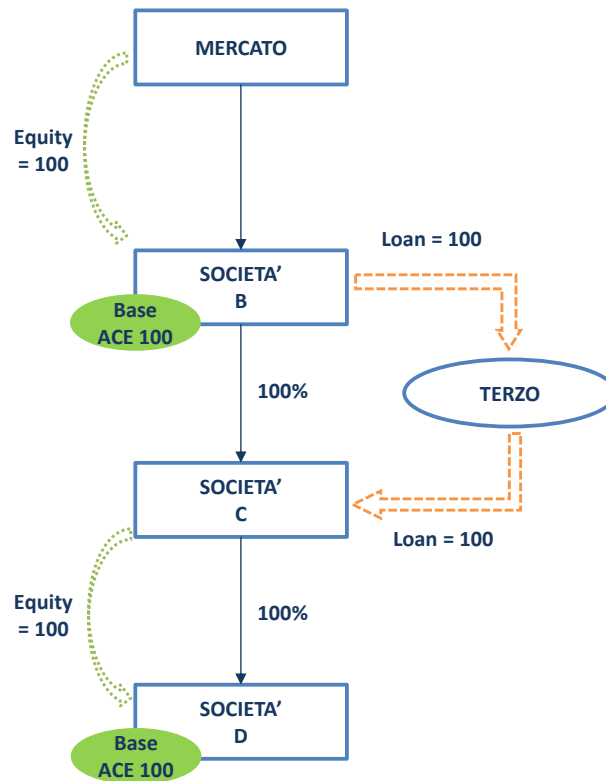 MERCATO
Equity
= 100
Loan = 100
SOCIETA’
B
Base
ACE 100
100%
TERZO
SOCIETA’
C
Loan = 100
Equity
= 100
100%
SOCIETA’
D
Base
ACE 100